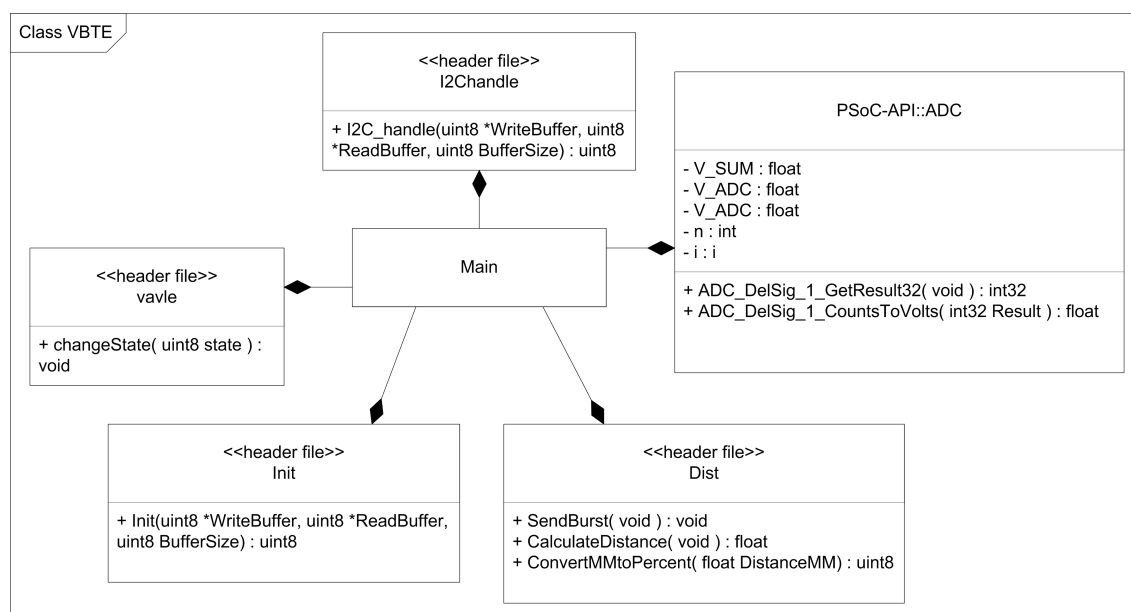 Class VBTE
<<header file>>
I2Chandle
+ I2C_handle(uint8 *WriteBuffer, uint8
*ReadBuffer, uint8 BufferSize) : uint8
PSoC-API::ADC
- V_SUM : float
- V_ADC : float
- V_ADC : float
- n : int
- i : i
+ ADC_DelSig_1_GetResult32( void ) : int32
+ ADC_DelSig_1_CountsToVolts( int32 Result ) : float
Main
<<header file>>
vavle
+ changeState( uint8 state ) :
void
<<header file>>
Init
+ Init(uint8 *WriteBuffer, uint8 *ReadBuffer,
uint8 BufferSize) : uint8
<<header file>>
Dist
+ SendBurst( void ) : void
+ CalculateDistance( void ) : float
+ ConvertMMtoPercent( float DistanceMM) : uint8